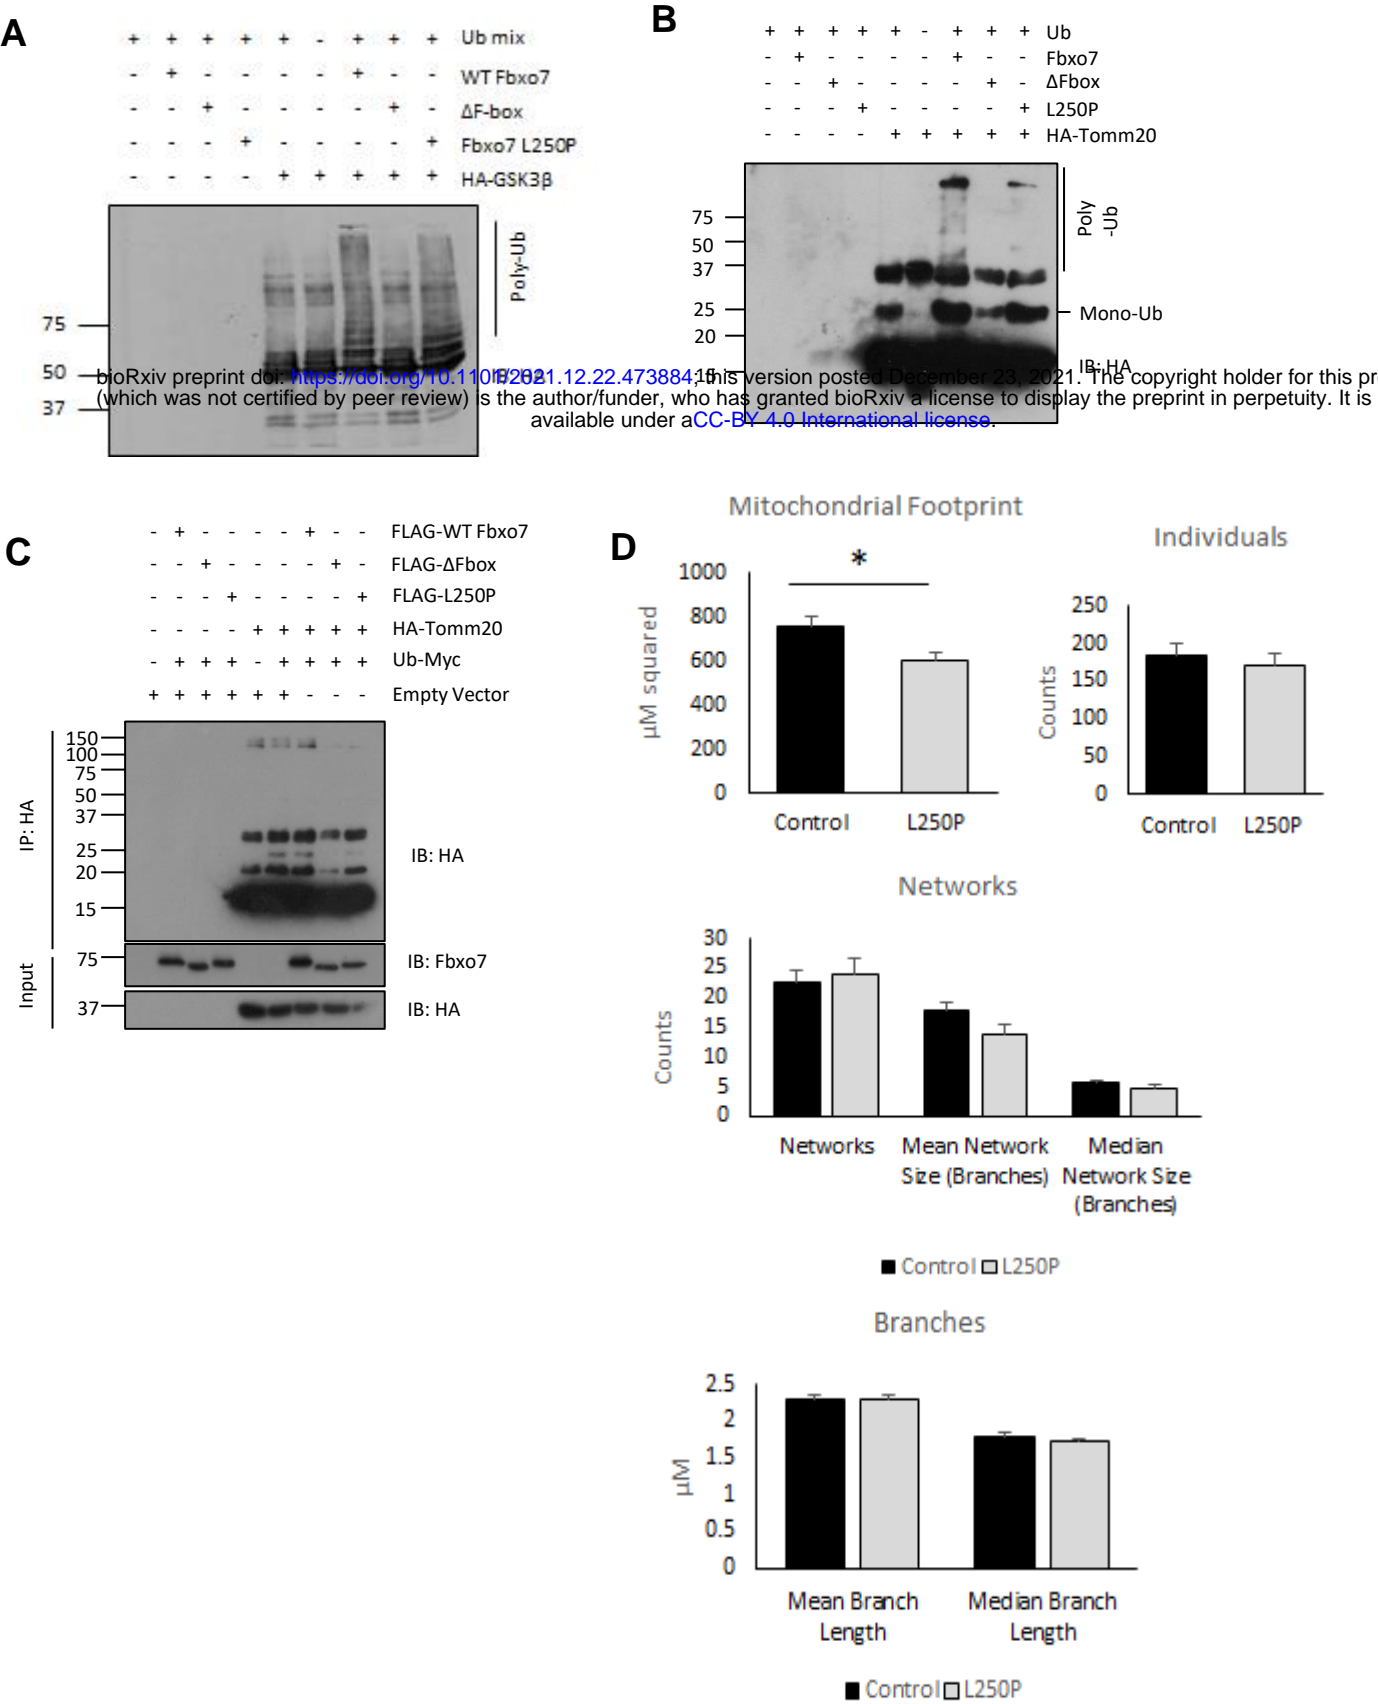 A
+ + + + + - + + + Ub mix
- + - - - - + - - WT Fbxo7
- - + - - - - + - ΔF-box
- - - + - - - - + Fbxo7 L250P
- - - - + + + + + HA-GSK3β
Poly-Ub
75
50
37
B
+ + + + + - + + + Ub
- + - - - - + - - Fbxo7
- - + - - - - + - ΔFbox
- - - + - - - - + L250P
- - - - + + + + + HA-Tomm20
75
50
37
25
20
15
Poly
-Ub
Mono-Ub
IB: HA
IB: HA
bioRxiv preprint doi: https://doi.org/10.1101/2021.12.22.473884; this version posted December 23, 2021. The copyright holder for this pr
(which was not certified by peer review) is the author/funder, who has granted bioRxiv a license to display the preprint in perpetuity. It is
available under aCC-BY 4.0 International license.
C
- + - - - - + - - FLAG-WT Fbxo7
- - + - - - - + - FLAG-ΔFbox
- - - + - - - - + FLAG-L250P
- - - - + + + + + HA-Tomm20
- + + + - + + + + Ub-Myc
+ + + + + + - - - Empty Vector
IP: HA
150
100
75
50
37
25
20
15
IB: HA
Input
75
IB: Fbxo7
37
IB: HA
D
Mitochondrial Footprint
*
µM squared
1000
800
600
400
200
0
Control L250P
Individuals
Counts
250
200
150
100
50
0
Control L250P
Networks
Counts
30
25
20
15
10
5
0
Networks Mean Network Median
Size (Branches) Network Size
(Branches)
Control L250P
Branches
µM
2.5
2
1.5
1
0.5
0
Mean Branch Median Branch
Length Length
Control L250P